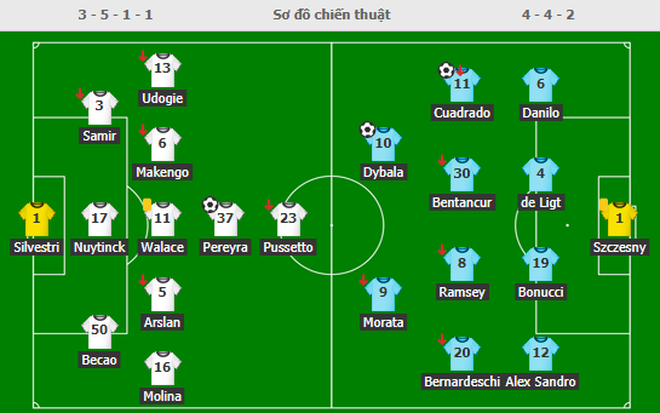 3 - 5 - 1 - 1 Sơ đồ chiến thuật 4 - 4 - 2
13
Udogie
3
Samir
6
Makengo
1
Silvestri
17
Nuytinck
11
Walace
37
Pereyra
23
Pussetto
5
Arslan
50
Becao
16
Molina
11
Cuadrado
6
Danilo
10
Dybala
30
Bentancur
4
de Ligt
1
Szczesny
9
Morata
8
Ramsey
19
Bonucci
20
Bernardeschi
12
Alex Sandro